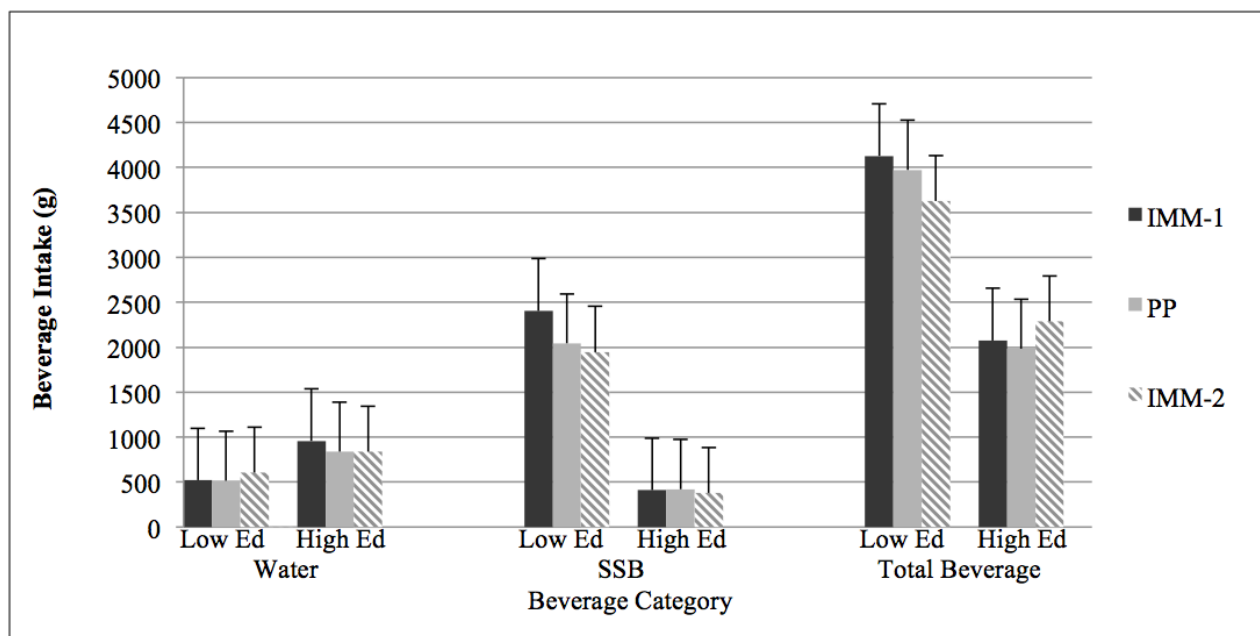 Beverage Intake (g)
5000
4500
4000
3500
3000
2500
2000
1500
1000
500
0
Low Ed High Ed Low Ed High Ed Low Ed High Ed
Water SSB Total Beverage
Beverage Category
IMM-1
PP
IMM-2